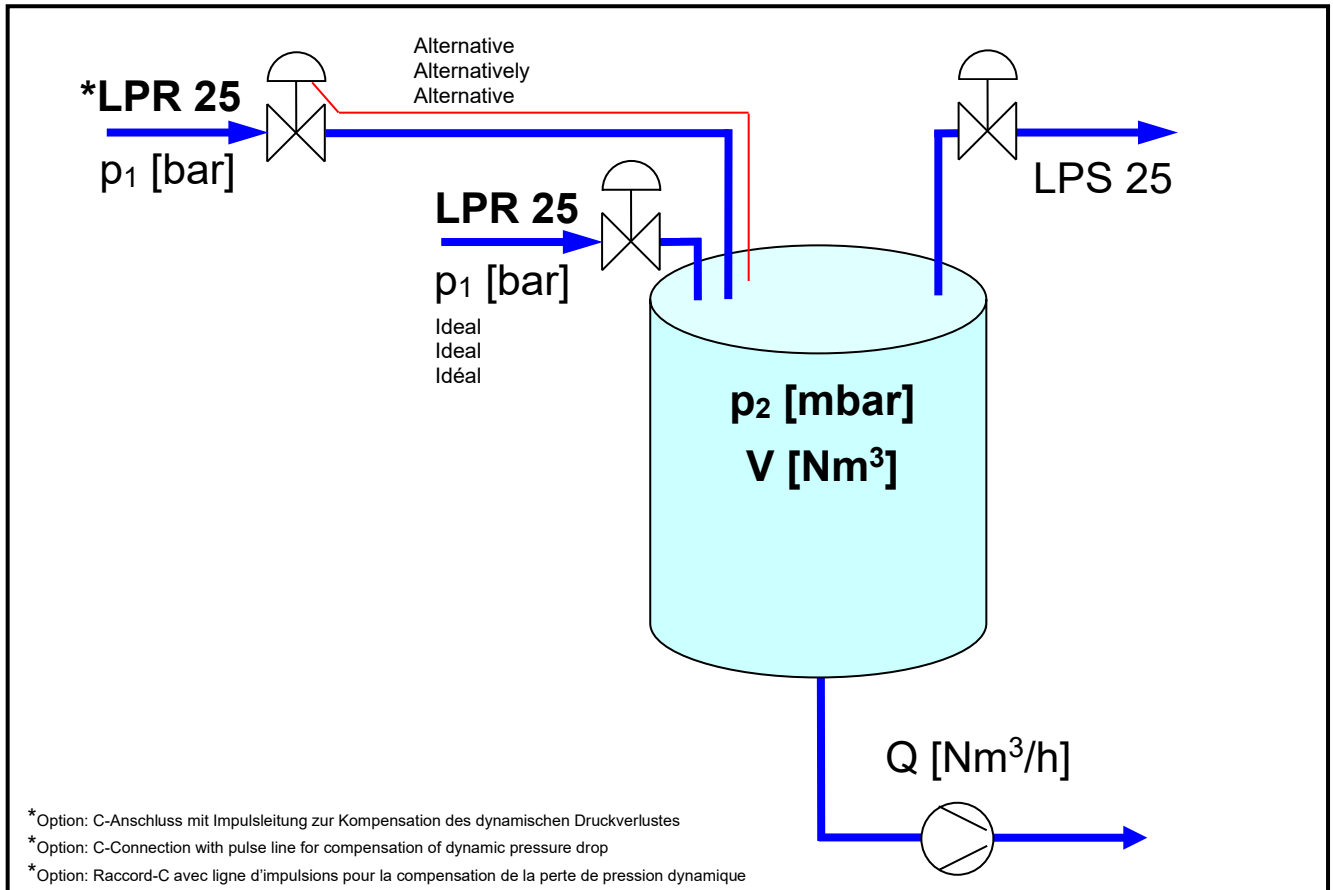 Alternative
Alternatively
Alternative
*LPR 25
p₁ [bar]
LPS 25
LPR 25
p₁ [bar]
Ideal
Ideal
Idéal
p₂ [mbar]
V [Nm³]
Q [Nm³/h]
*Option: C-Anschluss mit Impulsleitung zur Kompensation des dynamischen Druckverlustes
*Option: C-Connection with pulse line for compensation of dynamic pressure drop
*Option: Raccord-C avec ligne d'impulsions pour la compensation de la perte de pression dynamique